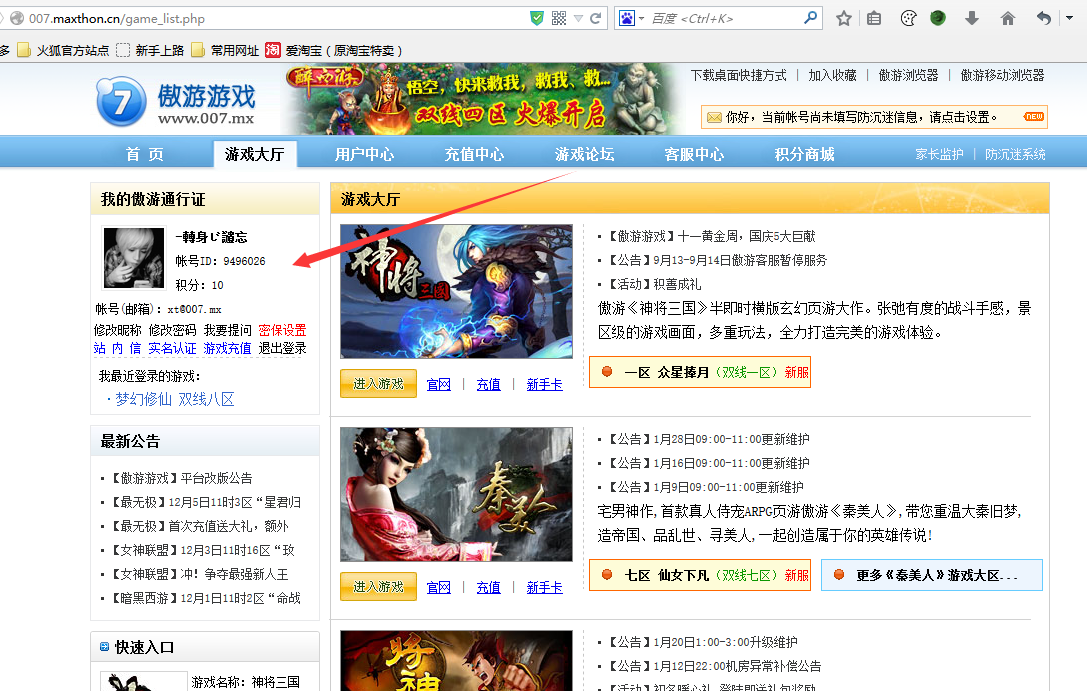 007.maxthon.cn/game_list.php
百度 <Ctrl+K>
多 火狐官方站点 新手上路 常用网址 淘 爱淘宝（原淘宝特卖）
7 傲游游戏
www.007.mx
醉西游
悟空，快来救我，救我、救...
双线四区 火爆开启
下载桌面快捷方式 | 加入收藏 | 傲游浏览器 | 傲游移动浏览器
你好，当前帐号尚未填写防沉迷信息，请点击设置。 NEW
首 页 游戏大厅 用户中心 充值中心 游戏论坛 客服中心 积分商城 家长监护 | 防沉迷系统
我的傲游通行证
帐号ID：9496026
积分：10
帐号(邮箱)：xt@007.mx
修改昵称 修改密码 我要提问 密保设置
站 内 信 实名认证 游戏充值 退出登录
我最近登录的游戏：
· 梦幻修仙 双线八区
最新公告
【傲游游戏】平台改版公告
【最无极】12月5日11时3区“星君归
【最无极】首次充值送大礼，额外
【女神联盟】12月3日11时16区“玫
【女神联盟】冲！争夺最强新人王
【暗黑西游】12月1日11时2区“命战
快速入口
游戏名称：神将三国
游戏大厅
神将三國
【傲游游戏】十一黄金周，国庆5大巨献
【公告】9月13-9月14日傲游客服暂停服务
【活动】积善成礼
傲游《神将三国》半即时横版玄幻页游大作。张弛有度的战斗手感，景
区级的游戏画面，多重玩法，全力打造完美的游戏体验。
进入游戏 官网 | 充值 | 新手卡
一区 众星捧月（双线一区）新服
秦美人
【公告】1月28日09:00-11:00更新维护
【公告】1月16日09:00-11:00更新维护
【公告】1月9日09:00-11:00更新维护
宅男神作,首款真人侍宠ARPG页游傲游《秦美人》,带您重温大秦旧梦,
造帝国、品乱世、寻美人,一起创造属于你的英雄传说!
进入游戏 官网 | 充值 | 新手卡
七区 仙女下凡（双线七区）新服
更多《秦美人》游戏大区...
将神
【公告】1月20日1:00-3:00升级维护
【公告】1月12日22:00机房异常补偿公告